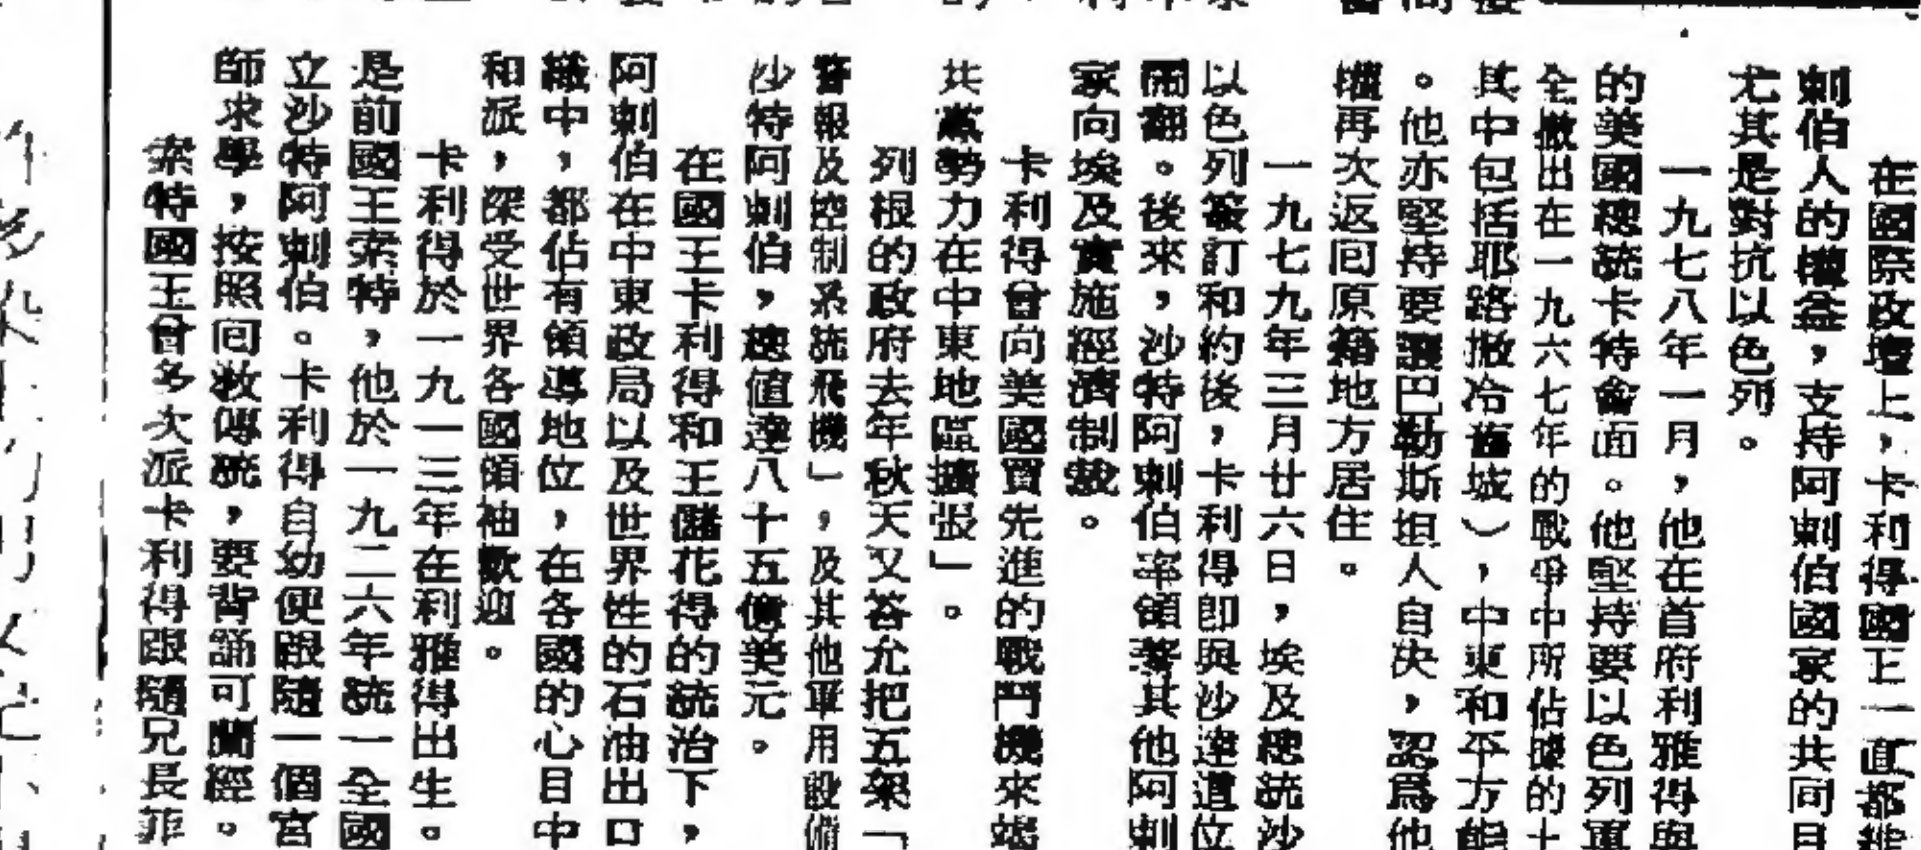 在國際政壇上，卡利得國王一直都維
刺伯人的權益，支持阿刺伯國家的共同目
尤其是對抗以色列。
一九七八年一月，他在首府利雅得與
的美國總統卡特會面。他堅持要以色列軍
全撤出在一九六七年的戰爭中所佔據的土
其中包括耶路撒冷舊城），中東和平方能
。他亦堅持要讓巴勒斯坦人自决，認爲他
權再次返囘原籍地方居住。
一九七九年三月廿六日，埃及總統沙
以色列簽訂和約後，卡利得即與沙達遣位
鬧翻。後來，沙特阿刺伯率領著其他阿刺
家向埃及實施經濟制裁。
卡利得曾向美國買先進的戰鬥機來竭
共黨勢力在中東地區擴張」。
列根的政府去年秋天又答允把五架「
警報及控制系統飛機」，及其他軍用設備
沙特阿刺伯，總值達八十五億美元。
在國王卡利得和王儲花得的統治下，
阿刺伯在中東政局以及世界性的石油出口
織中，都佔有領導地位，在各國的心目中
和派，深受世界各國領袖歡迎。
卡利得於一九一三年在利雅得出生。
是前國王索特，他於一九二六年統一全國
立沙特阿刺伯。卡利得自幼便跟隨一個宮
師求學，按照囘敎傳統，要背誦可蘭經。
索特國王曾多次派卡利得跟隨兄長菲